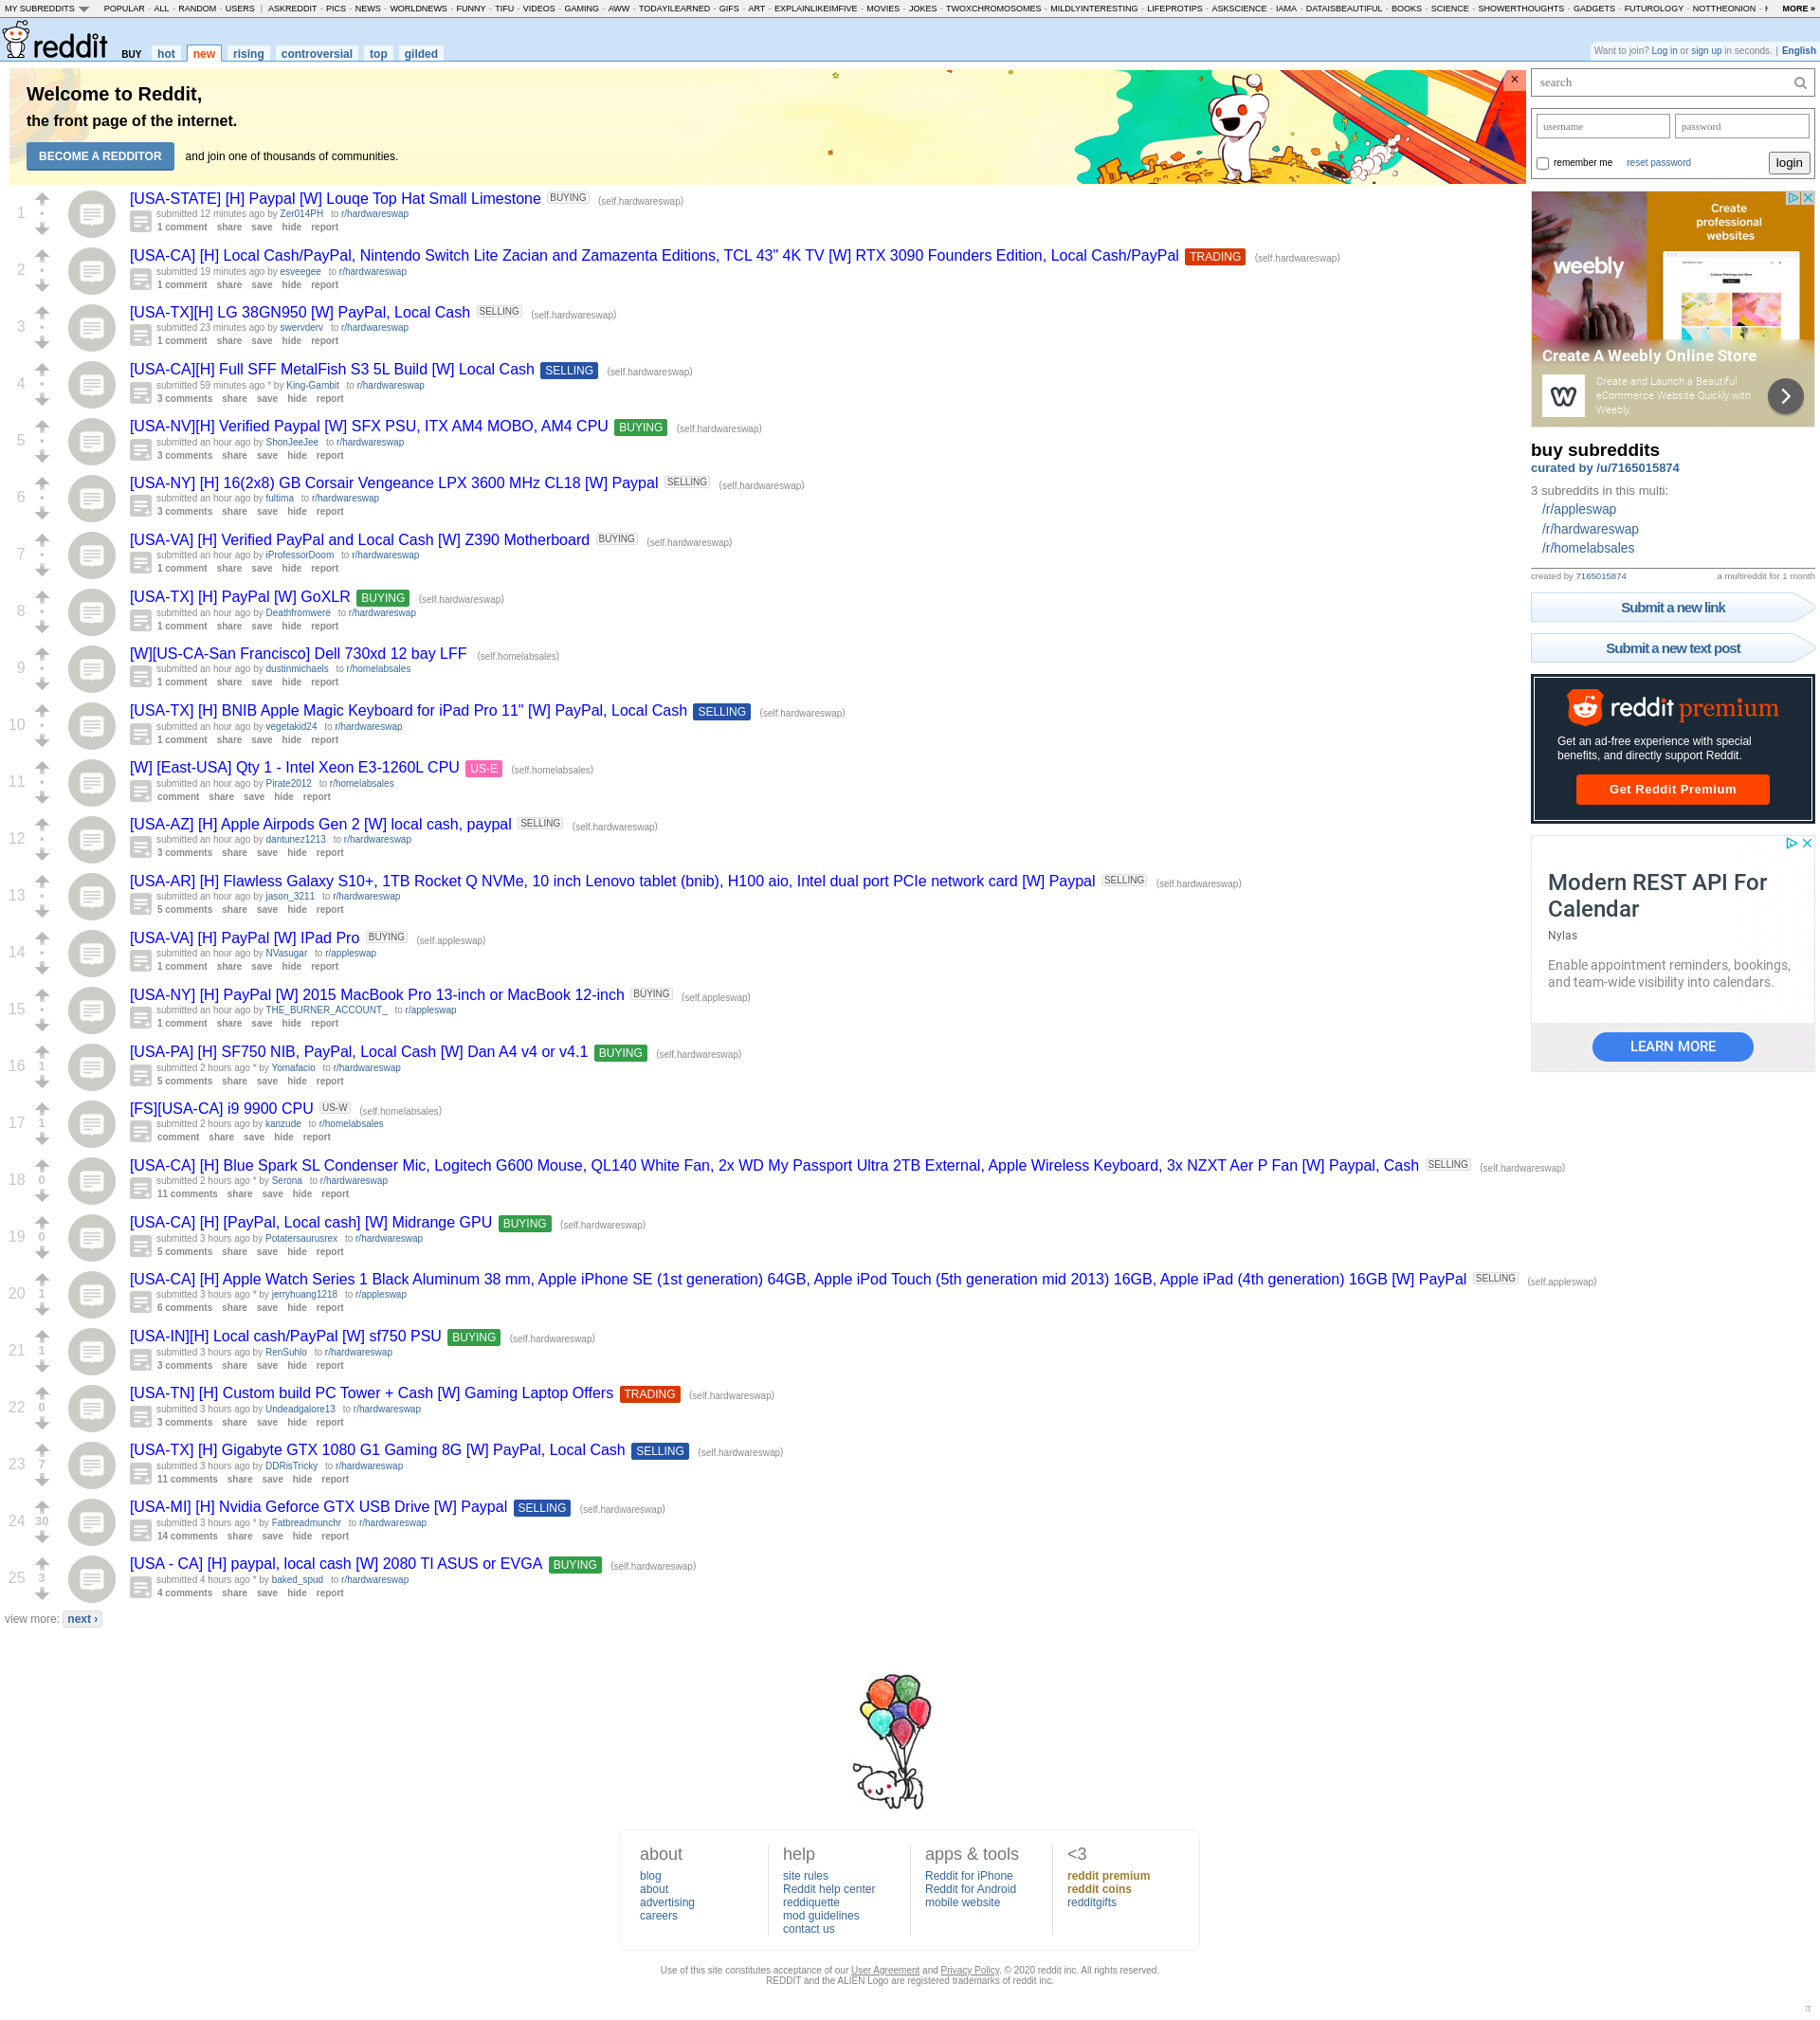 MY SUBREDDITS POPULAR - ALL - RANDOM - USERS | ASKREDDIT - PICS - NEWS - WORLDNEWS - FUNNY - TIFU - VIDEOS - GAMING - AWW - TODAYILEARNED - GIFS - ART - EXPLAINLIKEIMFIVE - MOVIES - JOKES - TWOXCHROMOSOMES - MILDLYINTERESTING - LIFEPROTIPS - ASKSCIENCE - IAMA - DATAISBEAUTIFUL - BOOKS - SCIENCE - SHOWERTHOUGHTS - GADGETS - FUTUROLOGY - NOTTHEONION - MORE »
reddit BUY hot new rising controversial top gilded
Want to join? Log in or sign up in seconds. | English
Welcome to Reddit,
the front page of the internet.
BECOME A REDDITOR and join one of thousands of communities.
×
1
[USA-STATE] [H] Paypal [W] Louqe Top Hat Small Limestone BUYING (self.hardwareswap)
submitted 12 minutes ago by Zer014PH to r/hardwareswap
1 comment share save hide report
2
[USA-CA] [H] Local Cash/PayPal, Nintendo Switch Lite Zacian and Zamazenta Editions, TCL 43" 4K TV [W] RTX 3090 Founders Edition, Local Cash/PayPal TRADING (self.hardwareswap)
submitted 19 minutes ago by esveegee to r/hardwareswap
1 comment share save hide report
3
[USA-TX][H] LG 38GN950 [W] PayPal, Local Cash SELLING (self.hardwareswap)
submitted 23 minutes ago by swervderv to r/hardwareswap
1 comment share save hide report
4
[USA-CA][H] Full SFF MetalFish S3 5L Build [W] Local Cash SELLING (self.hardwareswap)
submitted 59 minutes ago * by King-Gambit to r/hardwareswap
3 comments share save hide report
5
[USA-NV][H] Verified Paypal [W] SFX PSU, ITX AM4 MOBO, AM4 CPU BUYING (self.hardwareswap)
submitted an hour ago by ShonJeeJee to r/hardwareswap
3 comments share save hide report
6
[USA-NY] [H] 16(2x8) GB Corsair Vengeance LPX 3600 MHz CL18 [W] Paypal SELLING (self.hardwareswap)
submitted an hour ago by fultima to r/hardwareswap
3 comments share save hide report
7
[USA-VA] [H] Verified PayPal and Local Cash [W] Z390 Motherboard BUYING (self.hardwareswap)
submitted an hour ago by iProfessorDoom to r/hardwareswap
1 comment share save hide report
8
[USA-TX] [H] PayPal [W] GoXLR BUYING (self.hardwareswap)
submitted an hour ago by Deathfromwere to r/hardwareswap
1 comment share save hide report
9
[W][US-CA-San Francisco] Dell 730xd 12 bay LFF (self.homelabsales)
submitted an hour ago by dustinmichaels to r/homelabsales
1 comment share save hide report
10
[USA-TX] [H] BNIB Apple Magic Keyboard for iPad Pro 11" [W] PayPal, Local Cash SELLING (self.hardwareswap)
submitted an hour ago by vegetakid24 to r/hardwareswap
1 comment share save hide report
11
[W] [East-USA] Qty 1 - Intel Xeon E3-1260L CPU US-E (self.homelabsales)
submitted an hour ago by Pirate2012 to r/homelabsales
comment share save hide report
12
[USA-AZ] [H] Apple Airpods Gen 2 [W] local cash, paypal SELLING (self.hardwareswap)
submitted an hour ago by dantunez1213 to r/hardwareswap
3 comments share save hide report
13
[USA-AR] [H] Flawless Galaxy S10+, 1TB Rocket Q NVMe, 10 inch Lenovo tablet (bnib), H100 aio, Intel dual port PCIe network card [W] Paypal SELLING (self.hardwareswap)
submitted an hour ago by jason_3211 to r/hardwareswap
5 comments share save hide report
14
[USA-VA] [H] PayPal [W] IPad Pro BUYING (self.appleswap)
submitted an hour ago by NVasugar to r/appleswap
1 comment share save hide report
15
[USA-NY] [H] PayPal [W] 2015 MacBook Pro 13-inch or MacBook 12-inch BUYING (self.appleswap)
submitted an hour ago by THE_BURNER_ACCOUNT_ to r/appleswap
1 comment share save hide report
16 1
[USA-PA] [H] SF750 NIB, PayPal, Local Cash [W] Dan A4 v4 or v4.1 BUYING (self.hardwareswap)
submitted 2 hours ago * by Yomafacio to r/hardwareswap
5 comments share save hide report
17 1
[FS][USA-CA] i9 9900 CPU US-W (self.homelabsales)
submitted 2 hours ago by kanzude to r/homelabsales
comment share save hide report
18 0
[USA-CA] [H] Blue Spark SL Condenser Mic, Logitech G600 Mouse, QL140 White Fan, 2x WD My Passport Ultra 2TB External, Apple Wireless Keyboard, 3x NZXT Aer P Fan [W] Paypal, Cash SELLING (self.hardwareswap)
submitted 2 hours ago * by Serona to r/hardwareswap
11 comments share save hide report
19 0
[USA-CA] [H] [PayPal, Local cash] [W] Midrange GPU BUYING (self.hardwareswap)
submitted 3 hours ago by Potatersaurusrex to r/hardwareswap
5 comments share save hide report
20 1
[USA-CA] [H] Apple Watch Series 1 Black Aluminum 38 mm, Apple iPhone SE (1st generation) 64GB, Apple iPod Touch (5th generation mid 2013) 16GB, Apple iPad (4th generation) 16GB [W] PayPal SELLING (self.appleswap)
submitted 3 hours ago * by jerryhuang1218 to r/appleswap
6 comments share save hide report
21 1
[USA-IN][H] Local cash/PayPal [W] sf750 PSU BUYING (self.hardwareswap)
submitted 3 hours ago by RenSuhlo to r/hardwareswap
3 comments share save hide report
22 0
[USA-TN] [H] Custom build PC Tower + Cash [W] Gaming Laptop Offers TRADING (self.hardwareswap)
submitted 3 hours ago by Undeadgalore13 to r/hardwareswap
3 comments share save hide report
23 7
[USA-TX] [H] Gigabyte GTX 1080 G1 Gaming 8G [W] PayPal, Local Cash SELLING (self.hardwareswap)
submitted 3 hours ago by DDRisTricky to r/hardwareswap
11 comments share save hide report
24 30
[USA-MI] [H] Nvidia Geforce GTX USB Drive [W] Paypal SELLING (self.hardwareswap)
submitted 3 hours ago * by Fatbreadmunchr to r/hardwareswap
14 comments share save hide report
25 3
[USA - CA] [H] paypal, local cash [W] 2080 TI ASUS or EVGA BUYING (self.hardwareswap)
submitted 4 hours ago * by baked_spud to r/hardwareswap
4 comments share save hide report
view more: next ›
search
username password
remember me reset password login
Create
professional
websites
weebly
Create A Weebly Online Store
Create and Launch a Beautiful
eCommerce Website Quickly with
Weebly.
buy subreddits
curated by /u/7165015874
3 subreddits in this multi:
/r/appleswap
/r/hardwareswap
/r/homelabsales
created by 7165015874 a multireddit for 1 month
Submit a new link
Submit a new text post
reddit premium
Get an ad-free experience with special
benefits, and directly support Reddit.
Get Reddit Premium
Modern REST API For
Calendar
Nylas
Enable appointment reminders, bookings,
and team-wide visibility into calendars.
LEARN MORE
about
blog
about
advertising
careers
help
site rules
Reddit help center
reddiquette
mod guidelines
contact us
apps & tools
Reddit for iPhone
Reddit for Android
mobile website
<3
reddit premium
reddit coins
redditgifts
Use of this site constitutes acceptance of our User Agreement and Privacy Policy. © 2020 reddit inc. All rights reserved.
REDDIT and the ALIEN Logo are registered trademarks of reddit inc.
π